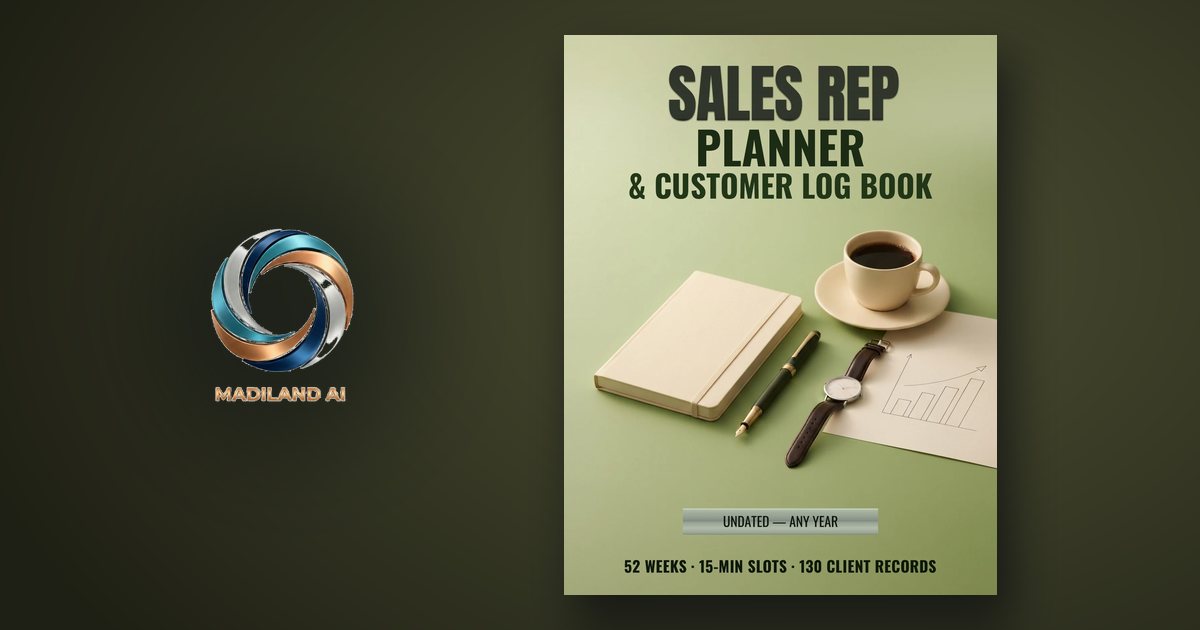 MADILAND AI
SALES REP
PLANNER
& CUSTOMER LOG BOOK
UNDATED — ANY YEAR
52 WEEKS · 15-MIN SLOTS · 130 CLIENT RECORDS